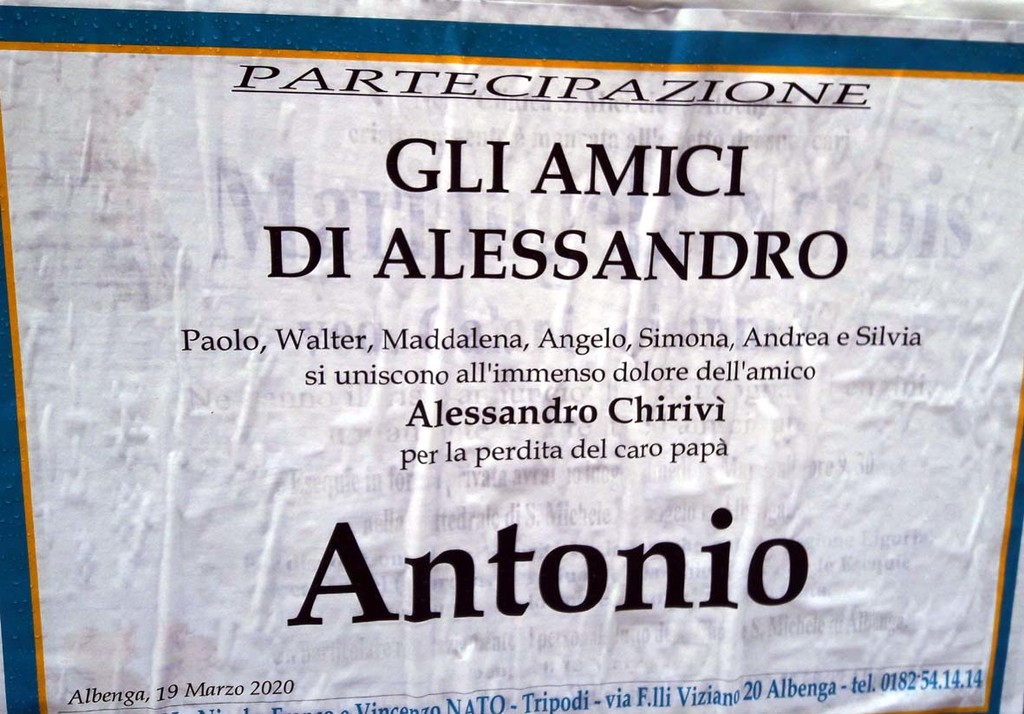 PARTECIPAZIONE
GLI AMICI
DI ALESSANDRO
Paolo, Walter, Maddalena, Angelo, Simona, Andrea e Silvia
si uniscono all'immenso dolore dell'amico
Alessandro Chirivì
per la perdita del caro papà
Antonio
Albenga, 19 Marzo 2020
e Vincenzo NATO - Tripodi - via F.lli Viziano 20 Albenga - tel. 0182 54.14.14